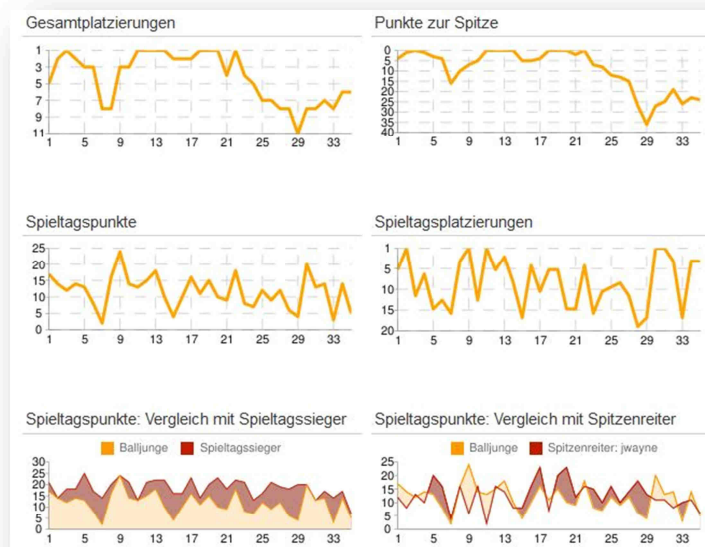 Gesamtplatzierungen
1
3
5
7
9
11
1 5 9 13 17 21 25 29 33
Punkte zur Spitze
0
5
10
15
20
25
30
35
40
1 5 9 13 17 21 25 29 33
Spieltagspunkte
25
20
15
10
5
0
1 5 9 13 17 21 25 29 33
Spieltagsplatzierungen
1
5
10
15
20
1 5 9 13 17 21 25 29 33
Spieltagspunkte: Vergleich mit Spieltagssieger
Balljunge Spieltagssieger
30
25
20
15
10
5
0
1 5 9 13 17 21 25 29 33
Spieltagspunkte: Vergleich mit Spitzenreiter
Balljunge Spitzenreiter: jwayne
25
20
15
10
5
0
1 5 9 13 17 21 25 29 33